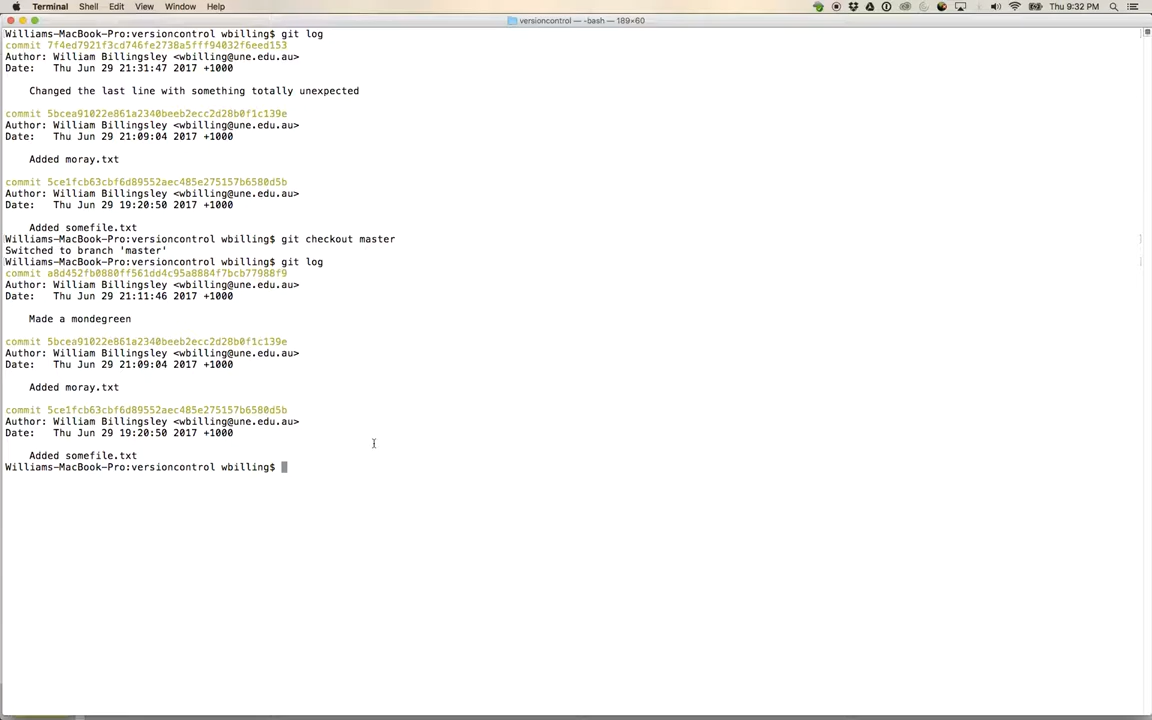 Terminal Shell Edit View Window Help Thu Jun 9:32 PM
versioncontrol — -bash — 189×60
Williams-MacBook-Pro:versioncontrol wbilling$ git log
commit 7f4ed7921f3cd746fe2738a5fff94032f6eed153
Author: William Billingsley <wbilling@une.edu.au>
Date:   Thu Jun 29 21:31:47 2017 +1000
Changed the last line with something totally unexpected
commit 5bcea91022e861a2340beeb2ecc2d28b0f1c139e
Author: William Billingsley <wbilling@une.edu.au>
Date:   Thu Jun 29 21:09:04 2017 +1000
Added moray.txt
commit 5ce1fcb63cbf6d89552aec485e275157b6580d5b
Author: William Billingsley <wbilling@une.edu.au>
Date:   Thu Jun 29 19:20:50 2017 +1000
Added somefile.txt
Williams-MacBook-Pro:versioncontrol wbilling$ git checkout master
Switched to branch 'master'
Williams-MacBook-Pro:versioncontrol wbilling$ git log
commit a8d452fb0880ff561dd4c95a8884f7bcb77988f9
Author: William Billingsley <wbilling@une.edu.au>
Date:   Thu Jun 29 21:11:46 2017 +1000
Made a mondegreen
commit 5bcea91022e861a2340beeb2ecc2d28b0f1c139e
Author: William Billingsley <wbilling@une.edu.au>
Date:   Thu Jun 29 21:09:04 2017 +1000
Added moray.txt
commit 5ce1fcb63cbf6d89552aec485e275157b6580d5b
Author: William Billingsley <wbilling@une.edu.au>
Date:   Thu Jun 29 19:20:50 2017 +1000
Added somefile.txt
Williams-MacBook-Pro:versioncontrol wbilling$